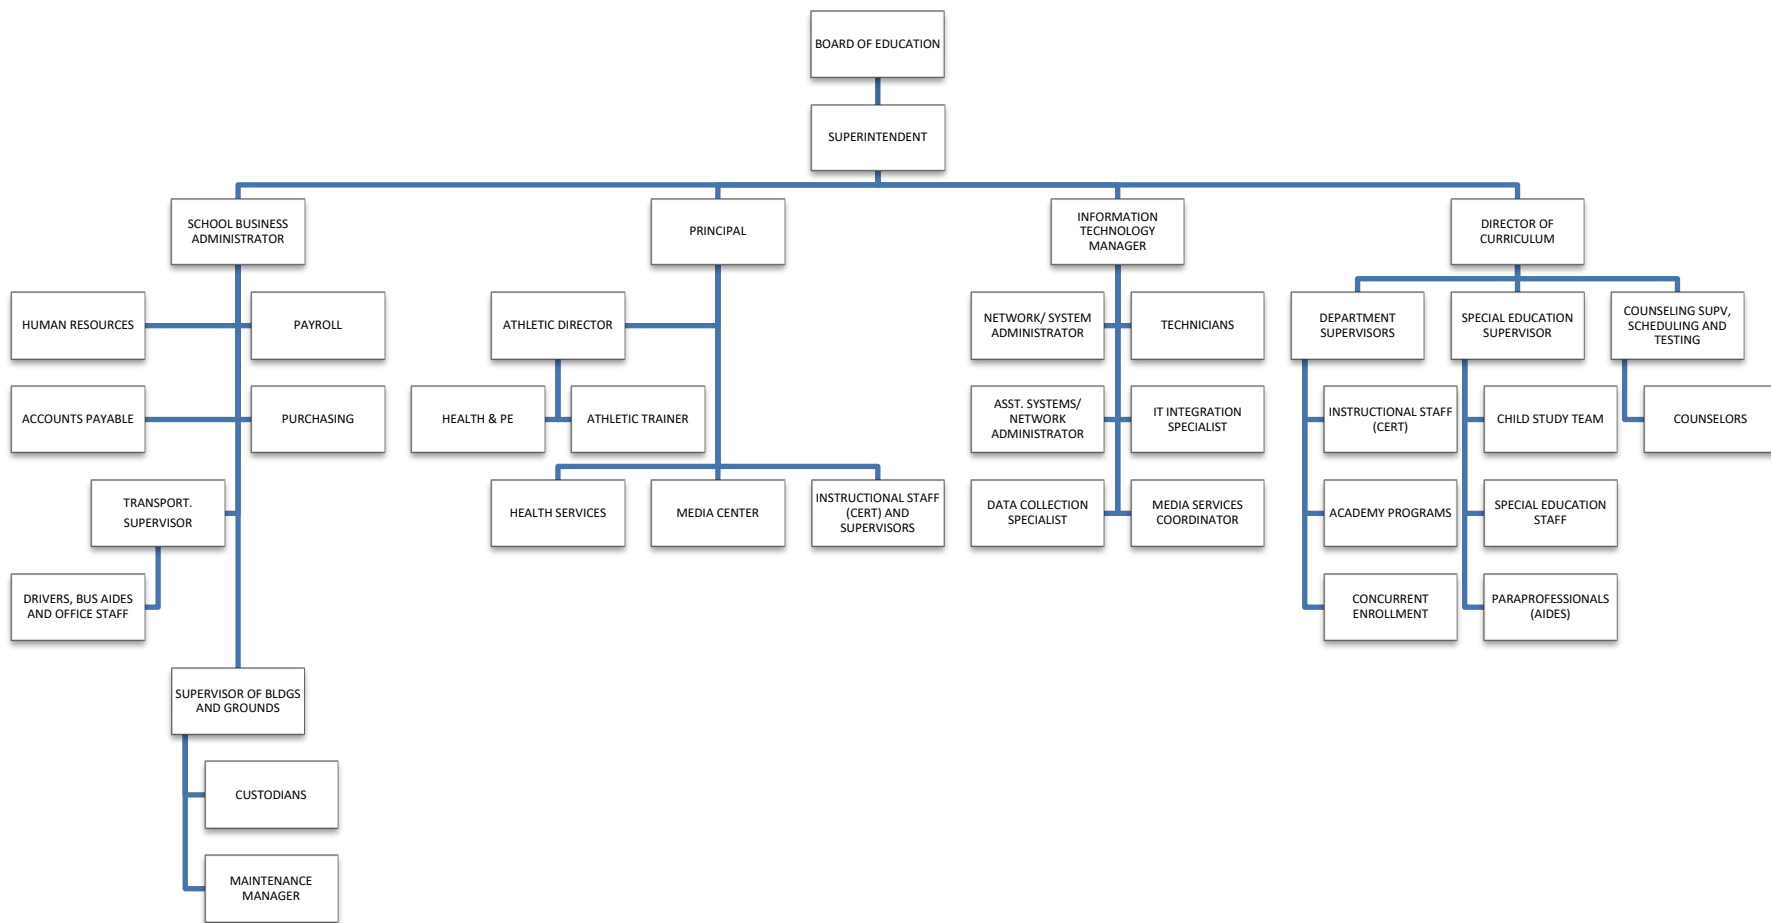 BOARD OF EDUCATION
SUPERINTENDENT
SCHOOL BUSINESS
ADMINISTRATOR
PRINCIPAL
INFORMATION
TECHNOLOGY
MANAGER
DIRECTOR OF
CURRICULUM
HUMAN RESOURCES
PAYROLL
ATHLETIC DIRECTOR
NETWORK/ SYSTEM
ADMINISTRATOR
TECHNICIANS
DEPARTMENT
SUPERVISORS
SPECIAL EDUCATION
SUPERVISOR
COUNSELING SUPV,
SCHEDULING AND
TESTING
ACCOUNTS PAYABLE
PURCHASING
HEALTH & PE
ATHLETIC TRAINER
ASST. SYSTEMS/
NETWORK
ADMINISTRATOR
IT INTEGRATION
SPECIALIST
INSTRUCTIONAL STAFF
(CERT)
CHILD STUDY TEAM
COUNSELORS
TRANSPORT.
SUPERVISOR
HEALTH SERVICES
MEDIA CENTER
INSTRUCTIONAL STAFF
(CERT) AND
SUPERVISORS
DATA COLLECTION
SPECIALIST
MEDIA SERVICES
COORDINATOR
ACADEMY PROGRAMS
SPECIAL EDUCATION
STAFF
DRIVERS, BUS AIDES
AND OFFICE STAFF
CONCURRENT
ENROLLMENT
PARAPROFESSIONALS
(AIDES)
SUPERVISOR OF BLDGS
AND GROUNDS
CUSTODIANS
MAINTENANCE
MANAGER